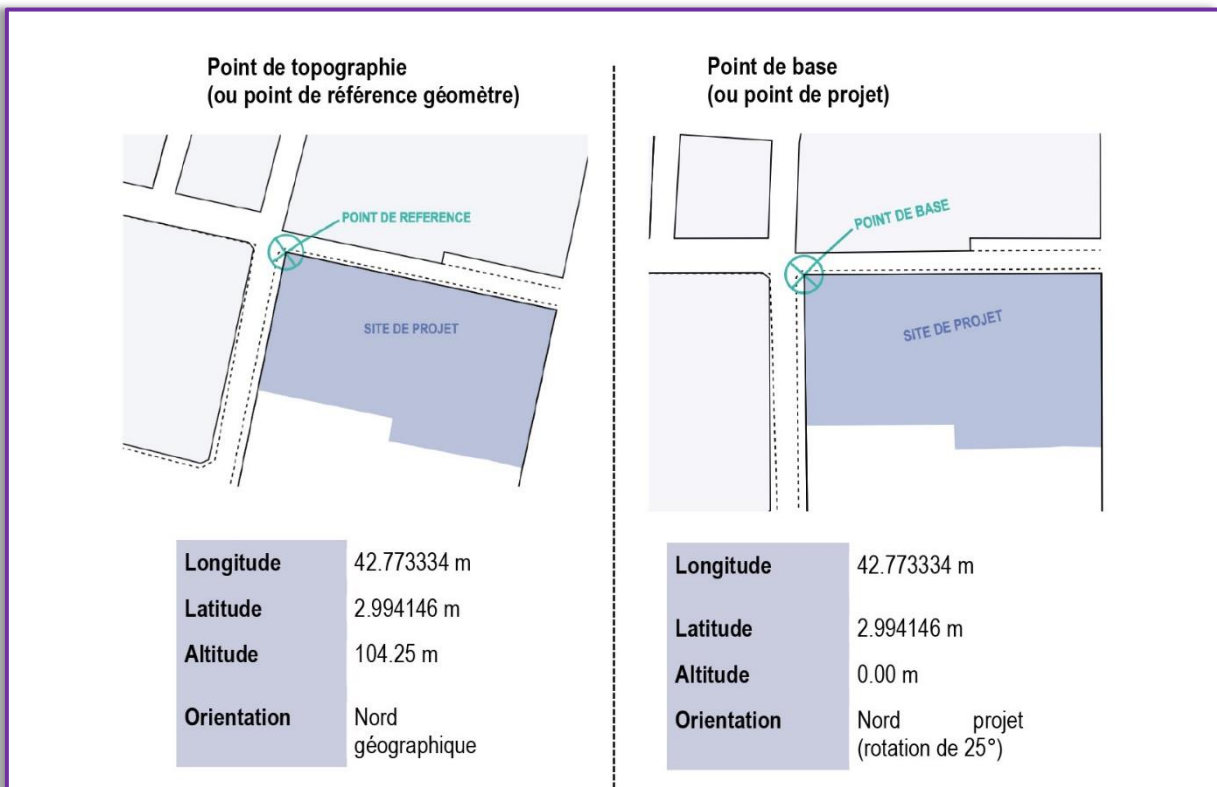 Point de topographie
(ou point de référence géomètre)
POINT DE REFERENCE
SITE DE PROJET
Longitude 42.773334 m
Latitude 2.994146 m
Altitude 104.25 m
Orientation Nord
géographique
Point de base
(ou point de projet)
POINT DE BASE
SITE DE PROJET
Longitude 42.773334 m
Latitude 2.994146 m
Altitude 0.00 m
Orientation Nord projet
(rotation de 25°)